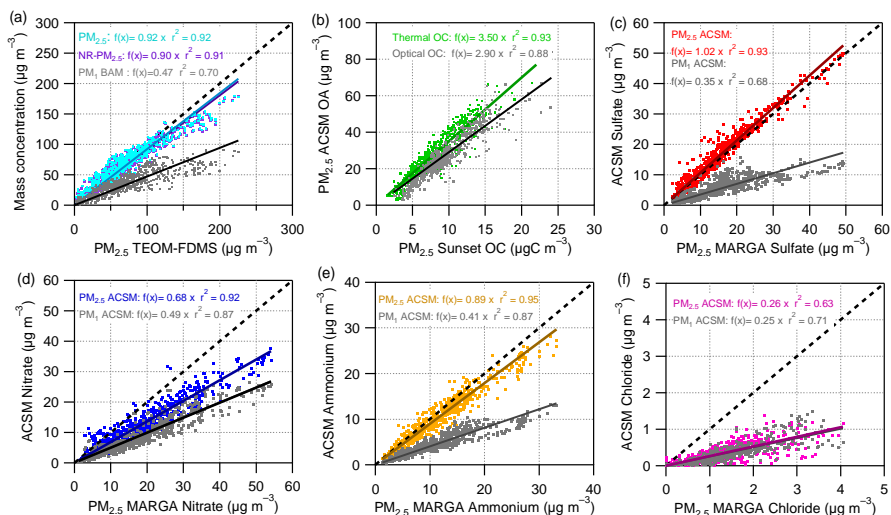 (a)
PM2.5: f(x)= 0.92 x r² = 0.92
NR-PM2.5: f(x)= 0.90 x r² = 0.91
PM1 BAM : f(x)=0.47 r² = 0.70
Mass concentration (µg m⁻³)
300
250
200
150
100
50
0
0
100
200
300
PM2.5 TEOM-FDMS (µg m⁻³)
(b)
Thermal OC: f(x)= 3.50 x r² = 0.93
Optical OC: f(x)= 2.90 x r² = 0.88
PM2.5 ACSM OA (µg m⁻³)
100
80
60
40
20
0
0
5
10
15
20
25
30
PM2.5 Sunset OC (µgC m⁻³)
(c)
PM2.5 ACSM:
f(x)= 1.02 x r² = 0.93
PM1 ACSM:
f(x)= 0.35 x r² = 0.68
ACSM Sulfate (µg m⁻³)
60
50
40
30
20
10
0
0
10
20
30
40
50
60
PM2.5 MARGA Sulfate (µg m⁻³)
(d)
PM2.5 ACSM: f(x)= 0.68 x r² = 0.92
PM1 ACSM: f(x)= 0.49 x r² = 0.87
ACSM Nitrate (µg m⁻³)
60
50
40
30
20
10
0
0
10
20
30
40
50
60
PM2.5 MARGA Nitrate (µg m⁻³)
(e)
PM2.5 ACSM: f(x)= 0.89 x r² = 0.95
PM1 ACSM: f(x)= 0.41 x r² = 0.87
ACSM Ammonium (µg m⁻³)
40
30
20
10
0
0
10
20
30
40
PM2.5 MARGA Ammonium (µg m⁻³)
(f)
PM2.5 ACSM: f(x)= 0.26 x r² = 0.63
PM1 ACSM: f(x)= 0.25 x r² = 0.71
ACSM Chloride (µg m⁻³)
5
4
3
2
1
0
0
1
2
3
4
5
PM2.5 MARGA Chloride (µg m⁻³)